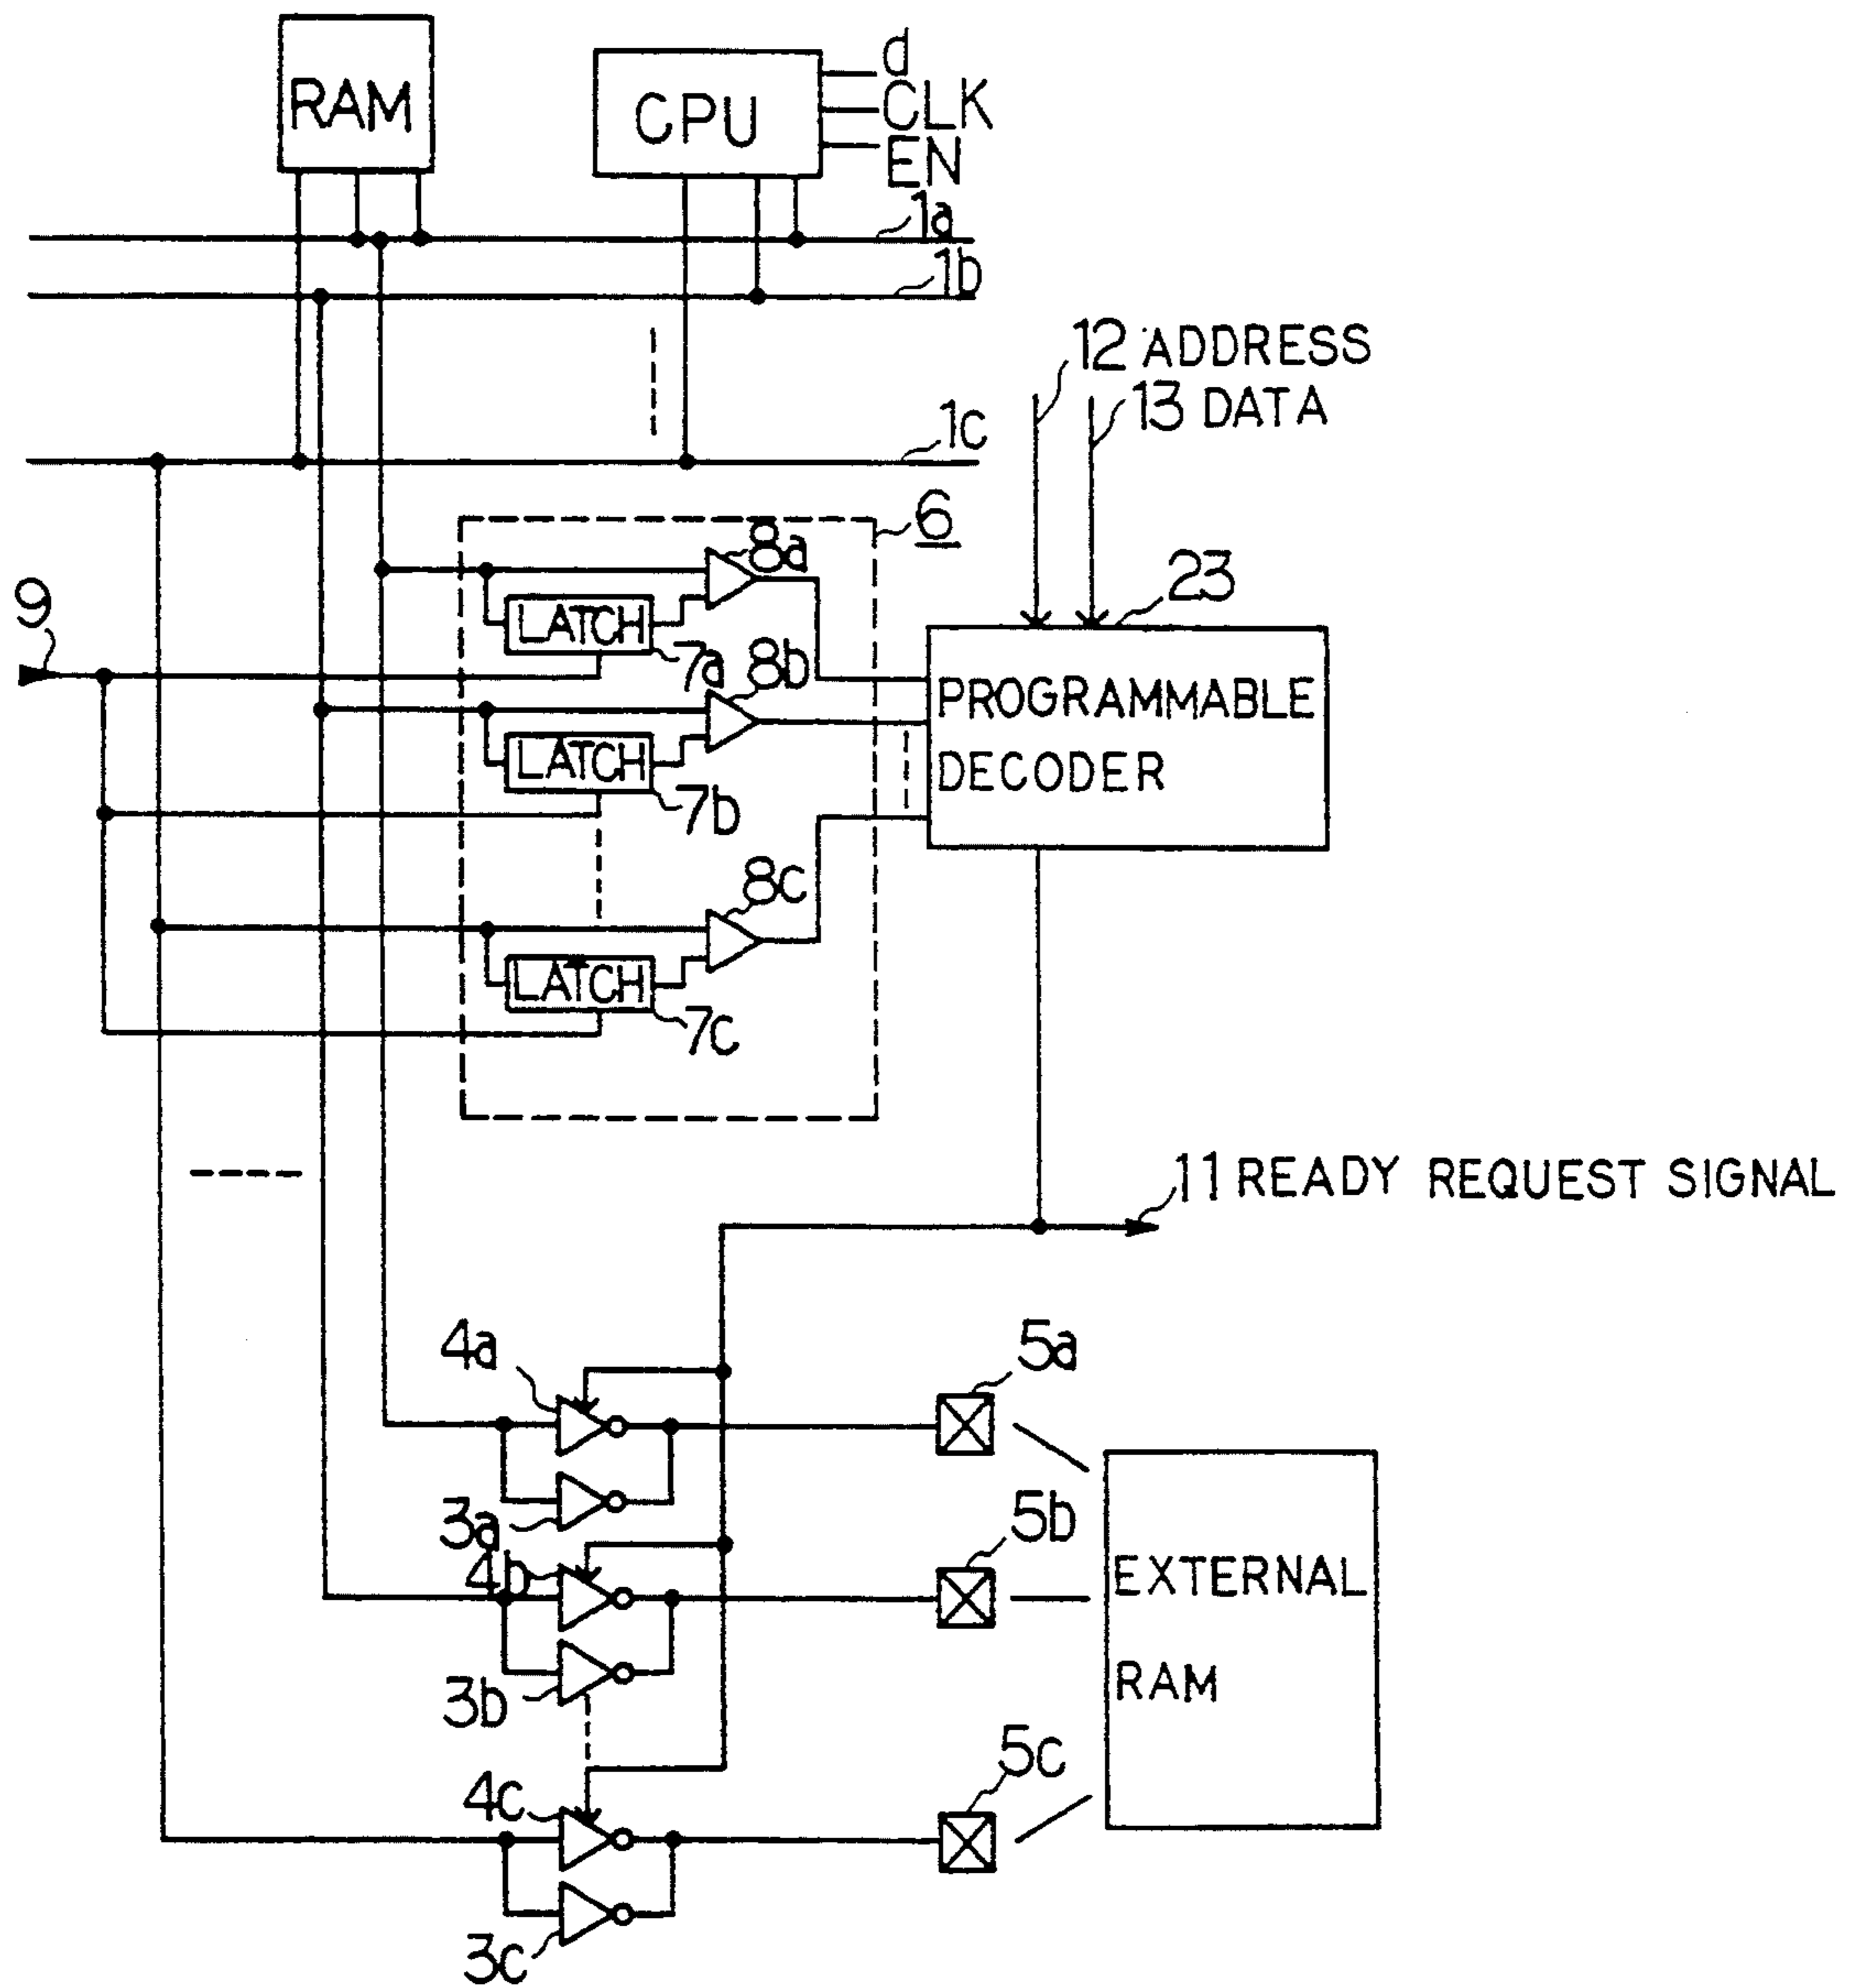 RAM
CPU
d
CLK
EN
1a
1b
12 ADDRESS
13 DATA
1c
6
8a
23
9
LATCH
7a
8b
PROGRAMMABLE
DECODER
LATCH
7b
8c
LATCH
7c
11 READY REQUEST SIGNAL
4a
5a
3a
4b
5b
EXTERNAL
RAM
3b
4c
5c
3c